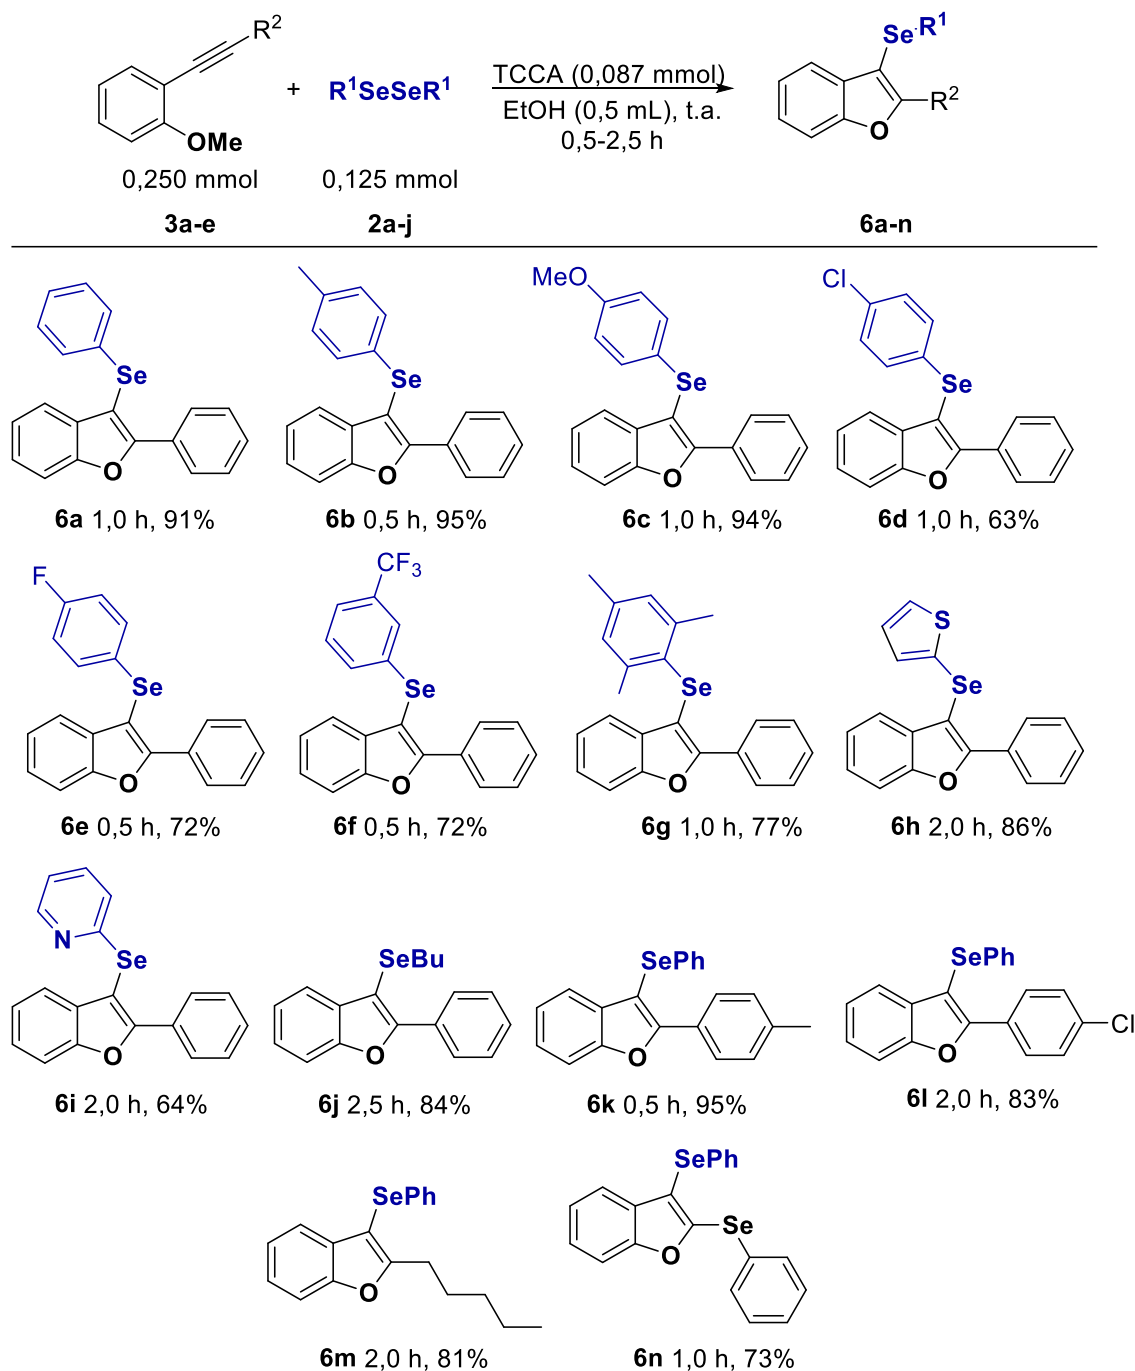 R2
OMe
+
R1SeSeR1
TCCA (0,087 mmol)
EtOH (0,5 mL), t.a.
0,5-2,5 h
Se R1
R2
O
0,250 mmol 0,125 mmol
3a-e 2a-j 6a-n
MeO Cl
Se Se Se Se
O O O O
6a 1,0 h, 91% 6b 0,5 h, 95% 6c 1,0 h, 94% 6d 1,0 h, 63%
F CF3 S
Se Se Se Se
O O O O
6e 0,5 h, 72% 6f 0,5 h, 72% 6g 1,0 h, 77% 6h 2,0 h, 86%
N
Se SeBu SePh SePh
Cl
O O O O
6i 2,0 h, 64% 6j 2,5 h, 84% 6k 0,5 h, 95% 6l 2,0 h, 83%
SePh SePh
Se
O O
6m 2,0 h, 81% 6n 1,0 h, 73%